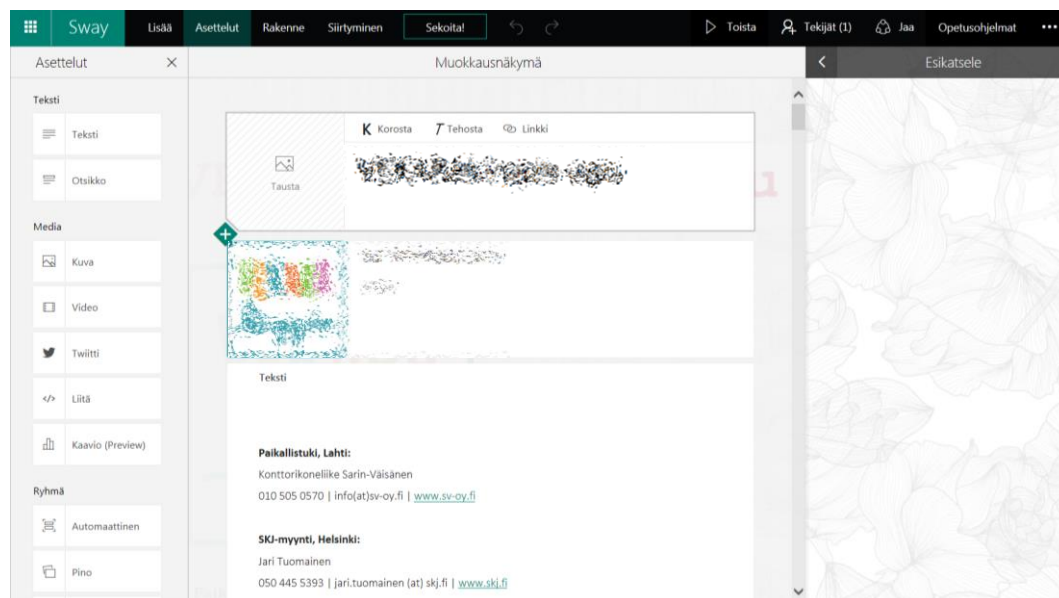 Sway
Lisää
Asettelut
Rakenne
Siirtyminen
Sekoita!
Toista
Tekijät (1)
Jaa
Opetusohjelmat
Asettelut
Muokkausnäkymä
Esikatsele
Teksti
Teksti
Otsikko
Media
Kuva
Video
Twiitti
Liitä
Kaavio (Preview)
Ryhmä
Automaattinen
Pino
K Korosta
T Tehosta
Linkki
Tausta
Teksti
Paikallistuki, Lahti:
Konttorikoneliike Sarin-Väisänen
010 505 0570 | info(at)sv-oy.fi | www.sv-oy.fi
SKJ-myynti, Helsinki:
Jari Tuomainen
050 445 5393 | jari.tuomainen (at) skj.fi | www.skj.fi